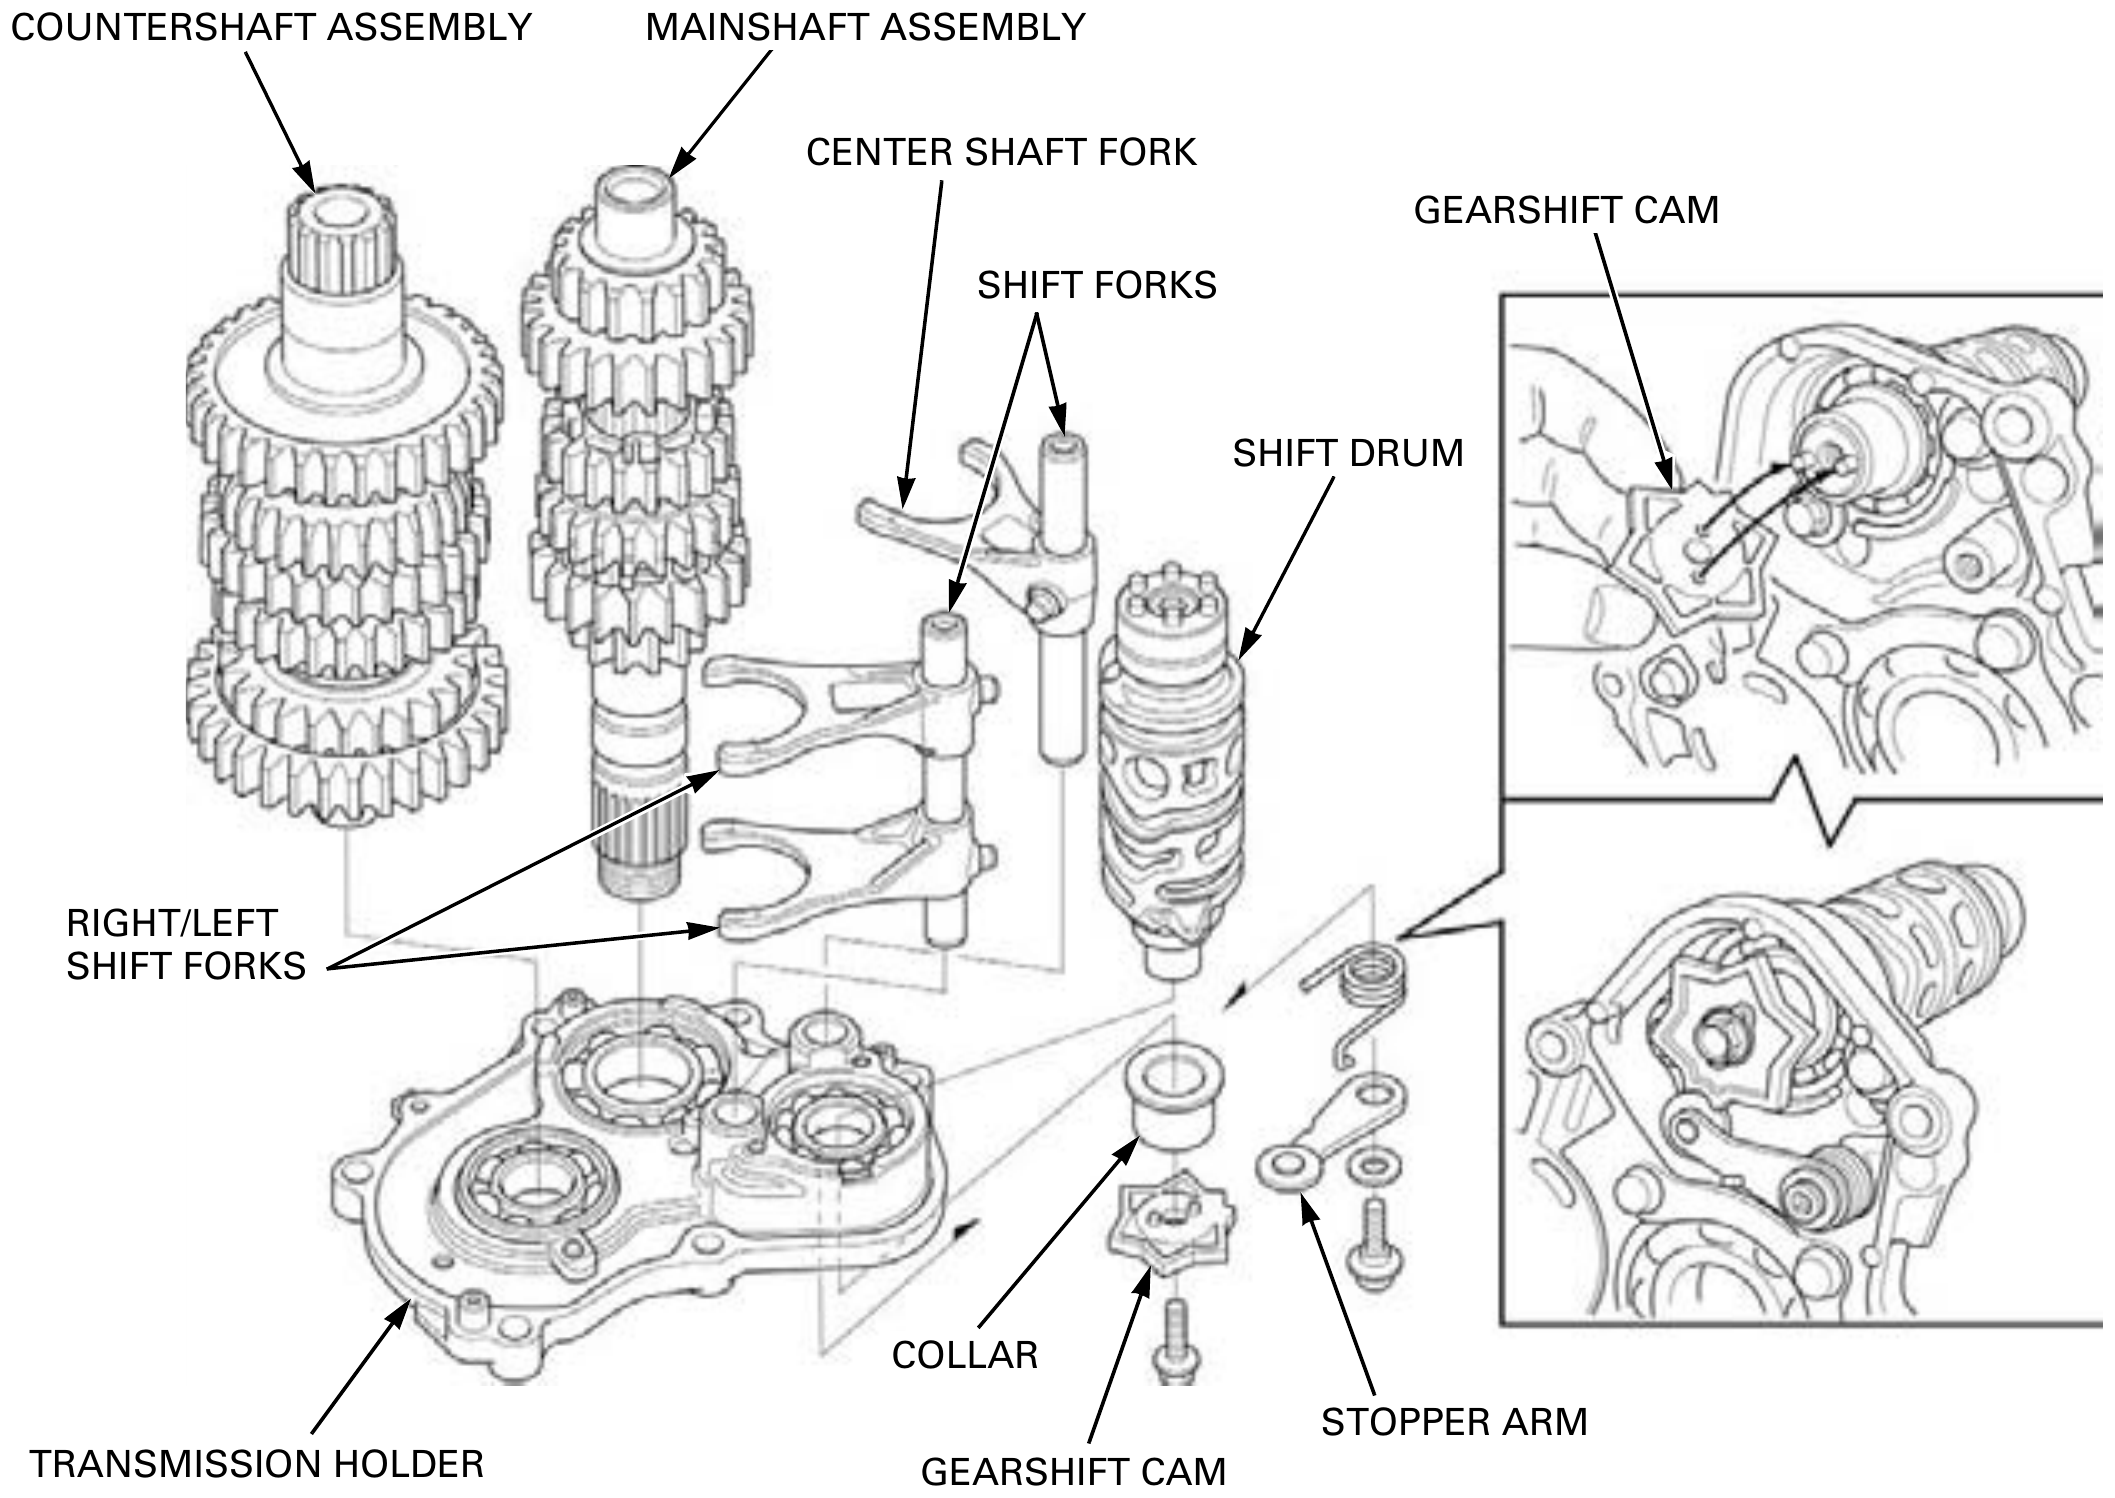 COUNTERSHAFT ASSEMBLY
MAINSHAFT ASSEMBLY
CENTER SHAFT FORK
GEARSHIFT CAM
SHIFT FORKS
SHIFT DRUM
RIGHT/LEFT
SHIFT FORKS
COLLAR
STOPPER ARM
TRANSMISSION HOLDER
GEARSHIFT CAM